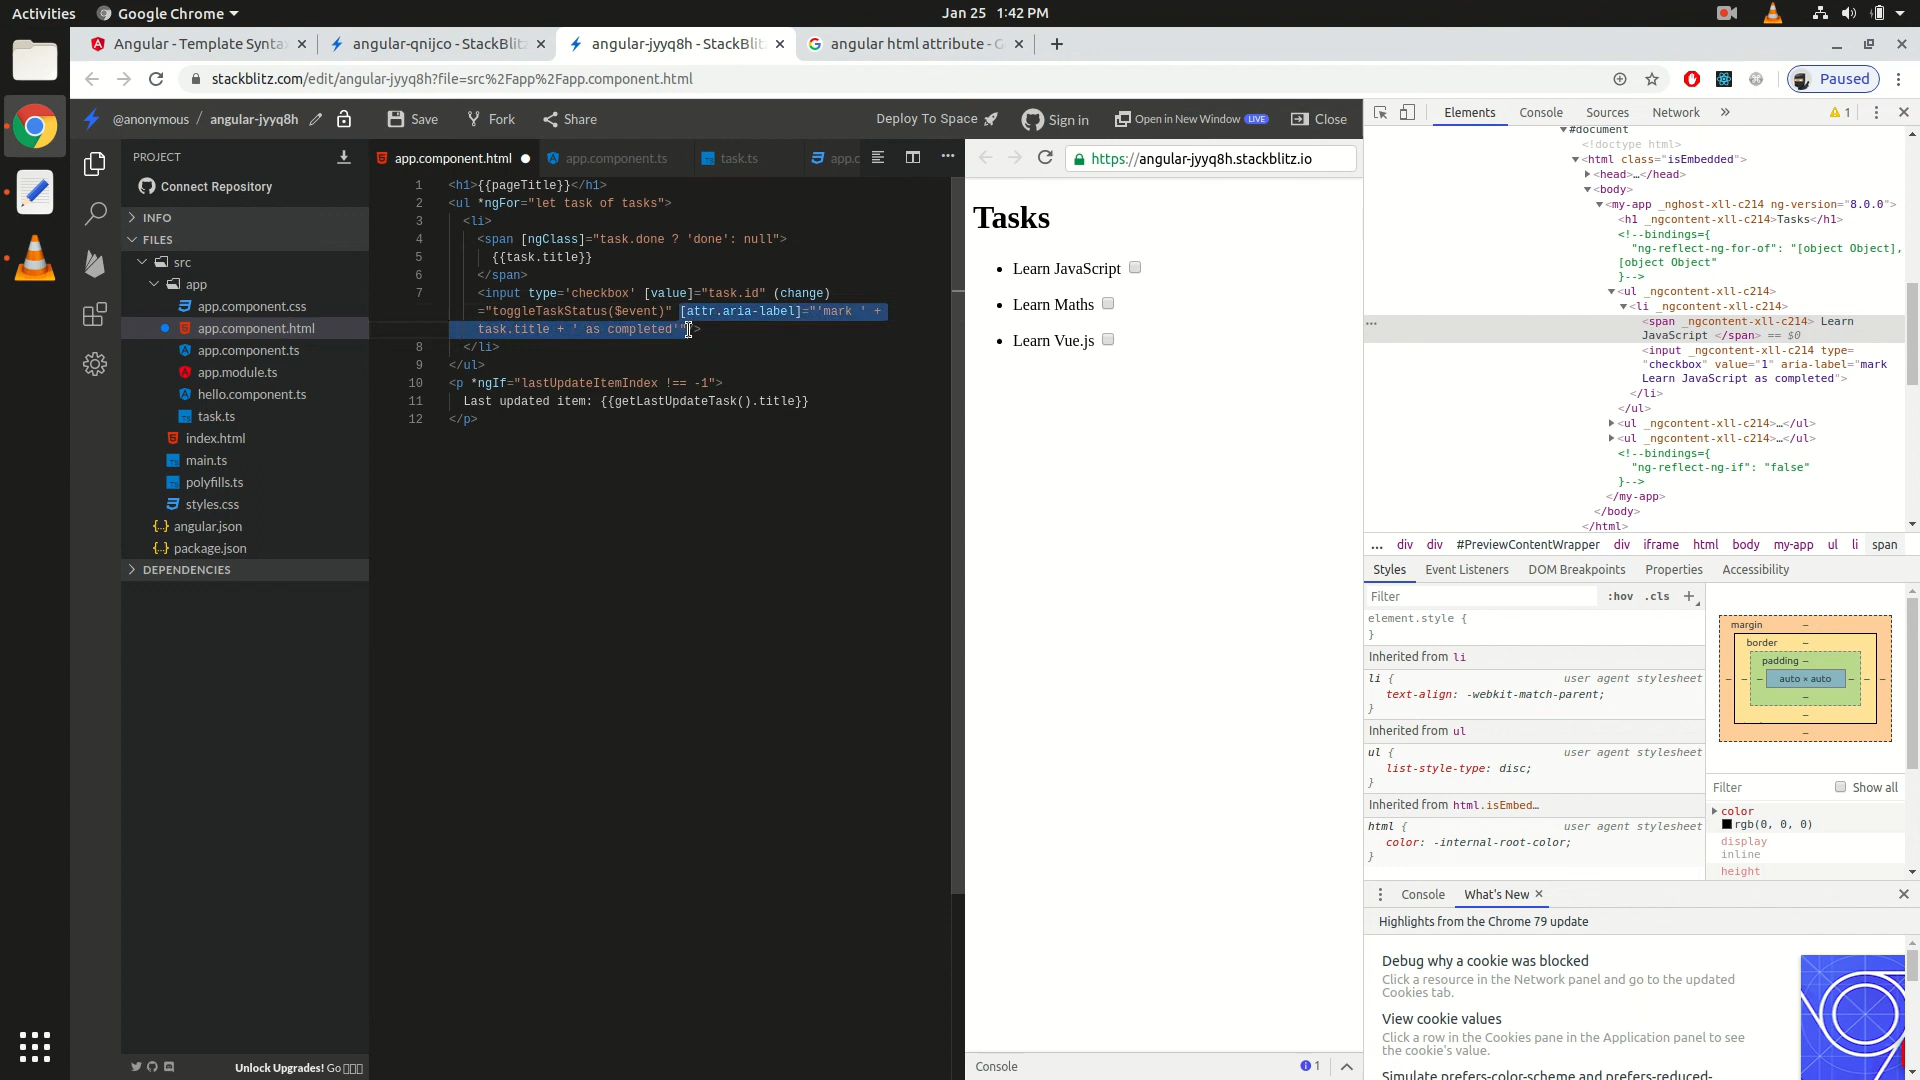 Activities
Google Chrome
Jan 25 1:42 PM
Angular - Template Synta
angular-qnijco - StackBlitz
angular-jyyq8h - StackBlitz
angular html attribute - G
stackblitz.com/edit/angular-jyyq8h?file=src%2Fapp%2Fapp.component.html
Paused
@anonymous / angular-jyyq8h
Save
Fork
Share
Deploy To Space
Sign in
Open in New Window LIVE
Close
PROJECT
Connect Repository
INFO
FILES
src
app
app.component.css
app.component.html
app.component.ts
app.module.ts
hello.component.ts
task.ts
index.html
main.ts
polyfills.ts
styles.css
angular.json
package.json
DEPENDENCIES
Unlock Upgrades! Go
app.component.html
app.component.ts
task.ts
app.c
1 <h1>{{pageTitle}}</h1>
2 <ul *ngFor="let task of tasks">
3 <li>
4 <span [ngClass]="task.done ? 'done': null">
5 {{task.title}}
6 </span>
7 <input type='checkbox' [value]="task.id" (change)
="toggleTaskStatus($event)" [attr.aria-label]="'mark ' +
task.title + ' as completed'">
8 </li>
9 </ul>
10 <p *ngIf="lastUpdateItemIndex !== -1">
11 Last updated item: {{getLastUpdateTask().title}}
12 </p>
https://angular-jyyq8h.stackblitz.io
Tasks
Learn JavaScript
Learn Maths
Learn Vue.js
Console
1
Elements
Console
Sources
Network
1
#document
<!doctype html>
<html class="isEmbedded">
<head>…</head>
<body>
<my-app _nghost-xll-c214 ng-version="8.0.0">
<h1 _ngcontent-xll-c214>Tasks</h1>
<!--bindings={
"ng-reflect-ng-for-of": "[object Object],
[object Object"
}-->
<ul _ngcontent-xll-c214>
<li _ngcontent-xll-c214>
<span _ngcontent-xll-c214> Learn
JavaScript </span> == $0
<input _ngcontent-xll-c214 type=
"checkbox" value="1" aria-label="mark
Learn JavaScript as completed">
</li>
</ul>
<ul _ngcontent-xll-c214>…</ul>
<ul _ngcontent-xll-c214>…</ul>
<!--bindings={
"ng-reflect-ng-if": "false"
}-->
</my-app>
</body>
</html>
... div div #PreviewContentWrapper div iframe html body my-app ul li span
Styles
Event Listeners
DOM Breakpoints
Properties
Accessibility
Filter
:hov .cls +
element.style {
}
Inherited from li
li {
user agent stylesheet
text-align: -webkit-match-parent;
}
Inherited from ul
ul {
user agent stylesheet
list-style-type: disc;
}
Inherited from html.isEmbed…
html {
user agent stylesheet
color: -internal-root-color;
}
margin –
border –
padding –
auto × auto
Filter
Show all
color
rgb(0, 0, 0)
display
inline
height
Console
What's New
Highlights from the Chrome 79 update
Debug why a cookie was blocked
Click a resource in the Network panel and go to the updated
Cookies tab.
View cookie values
Click a row in the Cookies pane in the Application panel to see
the cookie's value.
Simulate prefers-color-scheme and prefers-reduced-